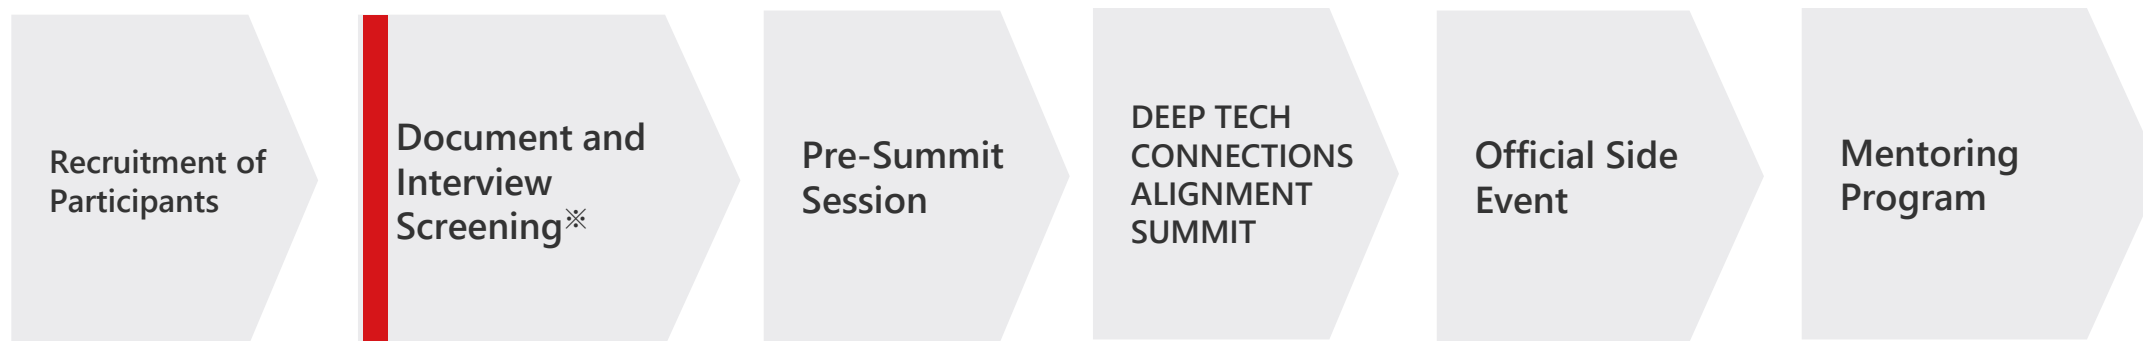 Recruitment of
Participants
Document and
Interview
Screening※
Pre-Summit
Session
DEEP TECH
CONNECTIONS
ALIGNMENT
SUMMIT
Official Side
Event
Mentoring
Program